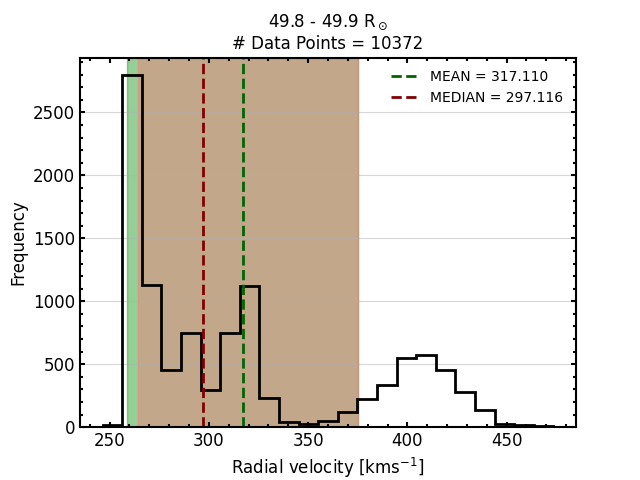 49.8 - 49.9 R⊙
# Data Points = 10372
MEAN = 317.110
MEDIAN = 297.116
Frequency
2500
2000
1500
1000
500
0
250 300 350 400 450
Radial velocity [kms⁻¹]